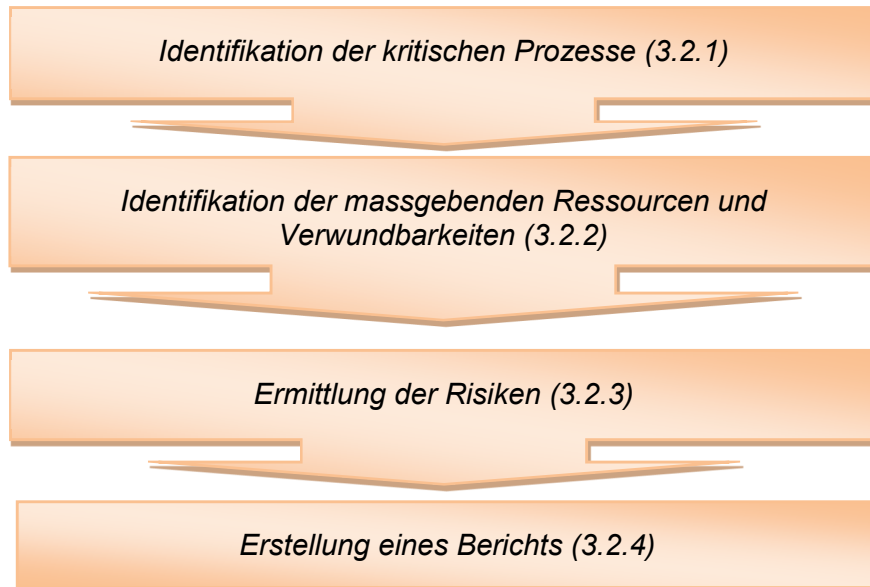 Identifikation der kritischen Prozesse (3.2.1)
Identifikation der massgebenden Ressourcen und
Verwundbarkeiten (3.2.2)
Ermittlung der Risiken (3.2.3)
Erstellung eines Berichts (3.2.4)